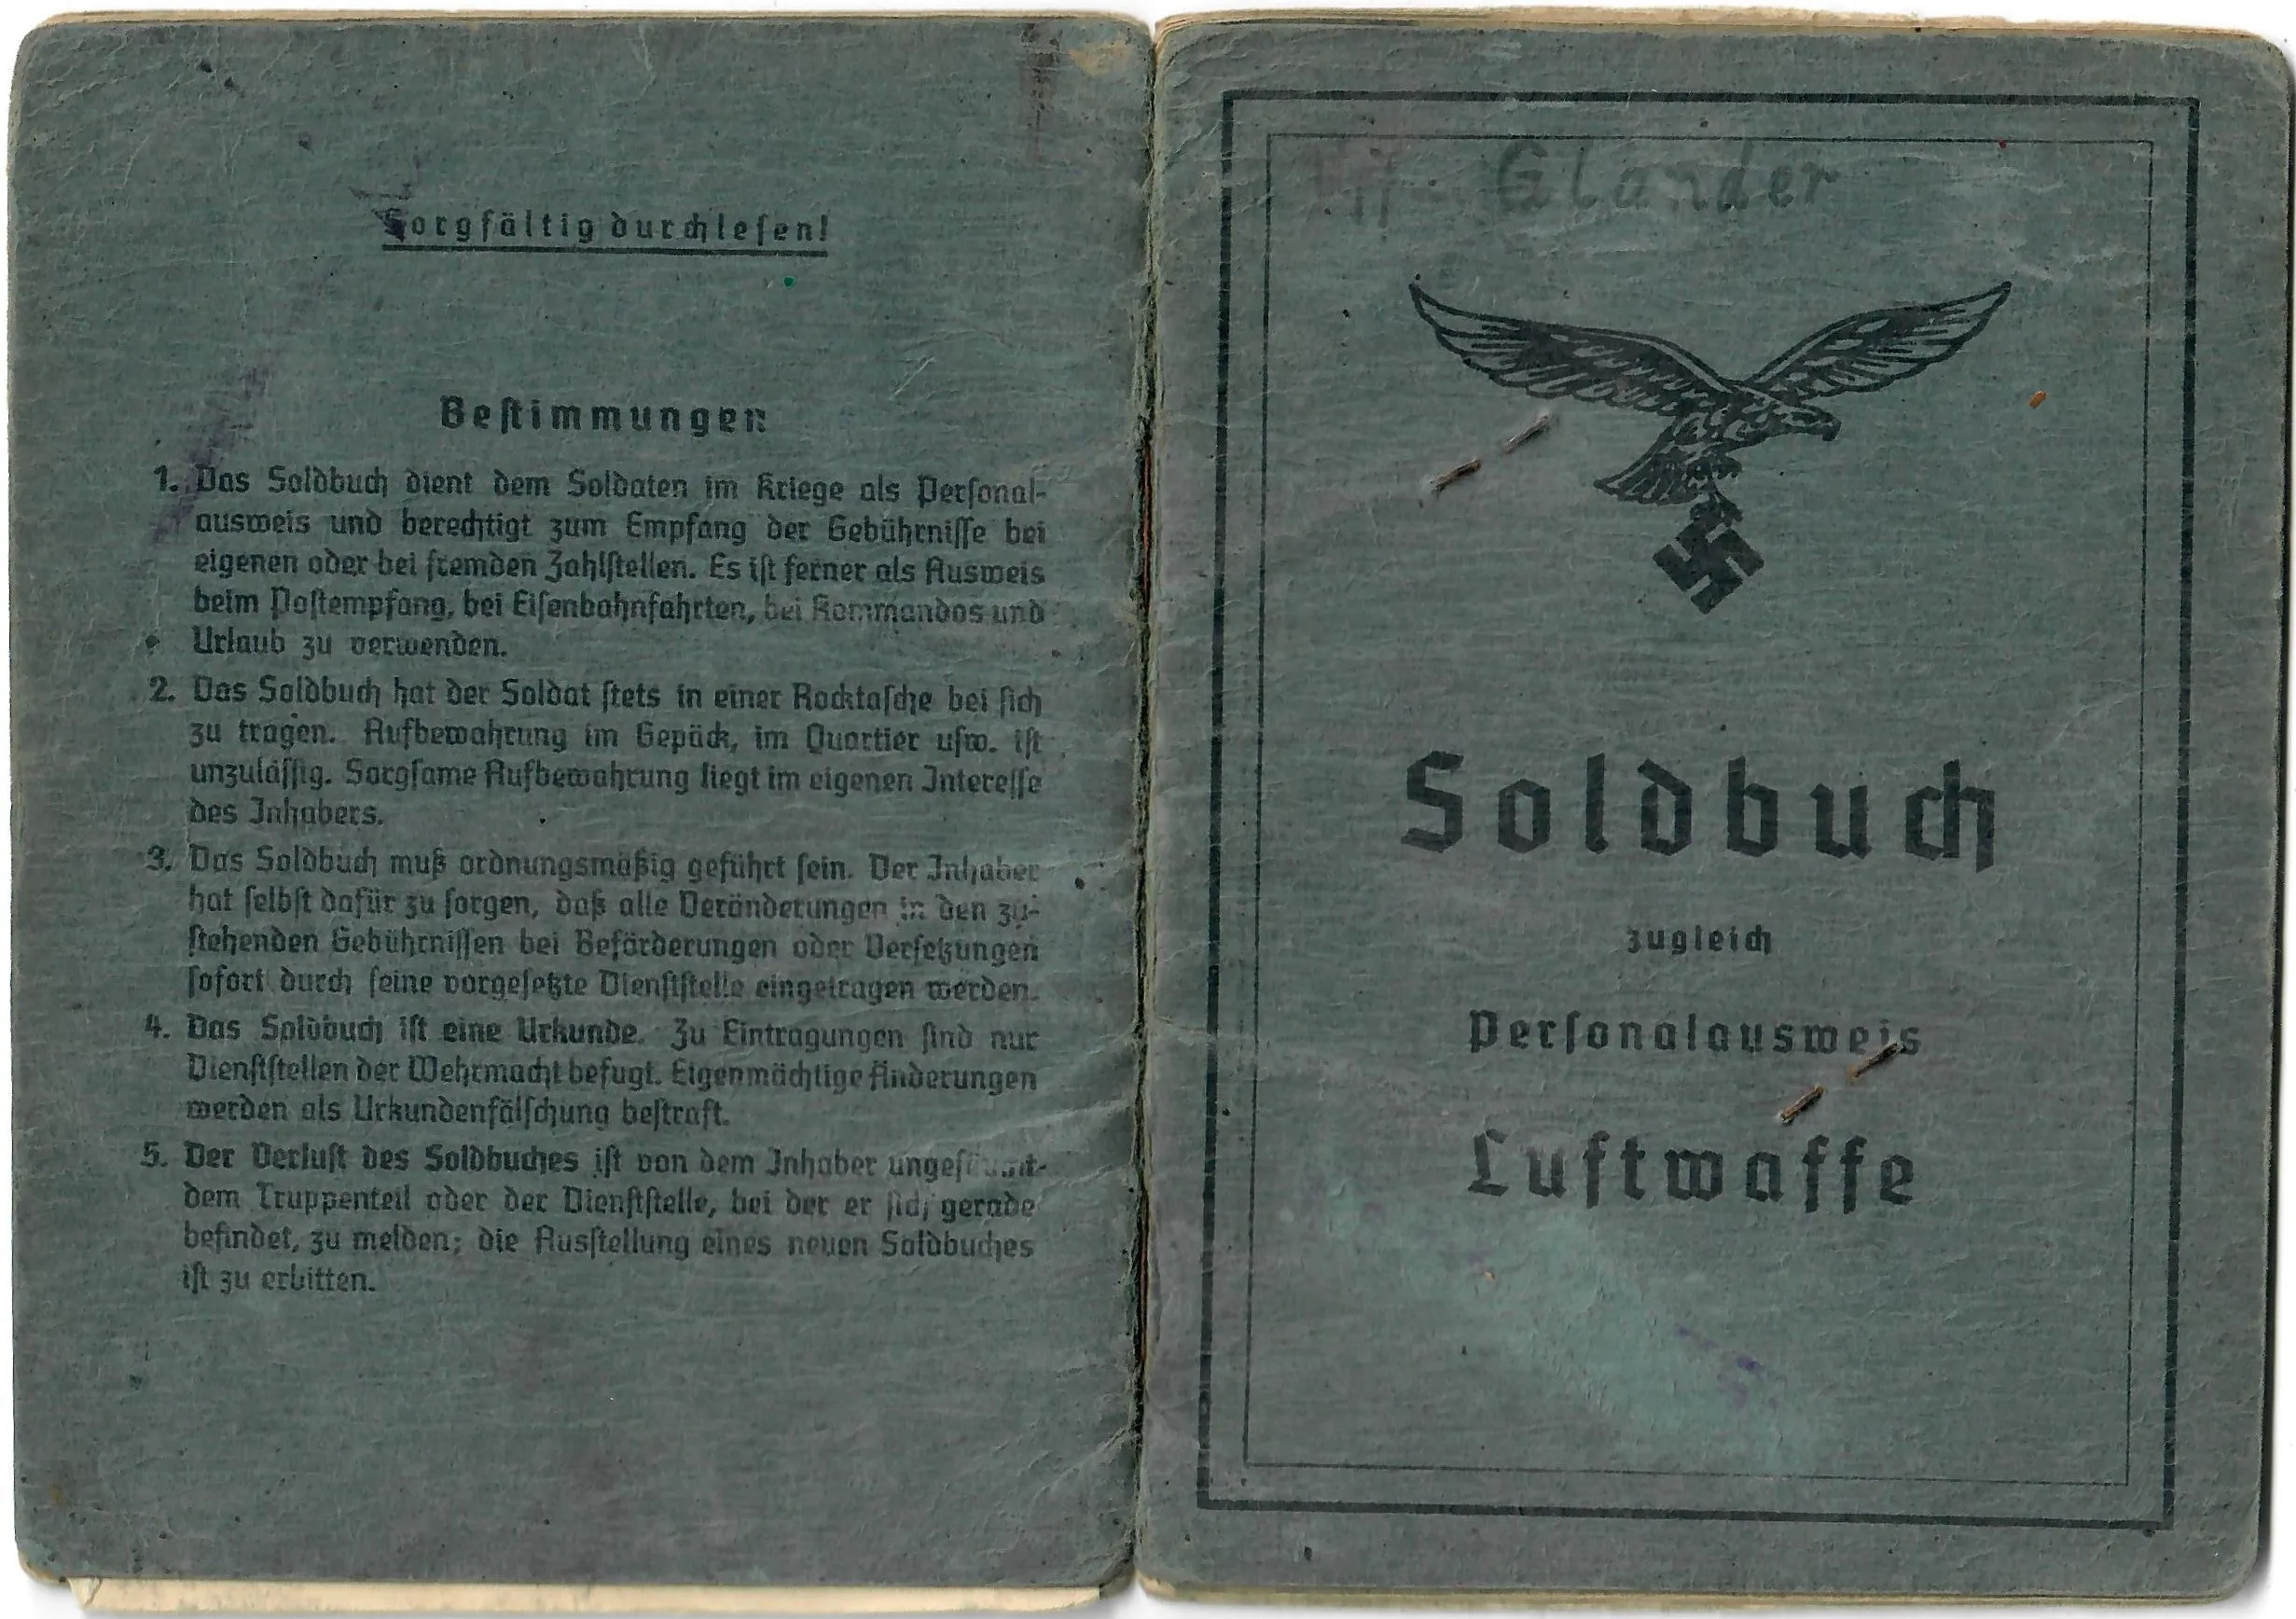 Sorgfältig durchlesen!
Bestimmungen
1. Das Soldbuch dient dem Soldaten im Kriege als Personal-
ausweis und berechtigt zum Empfang der Gebührnisse bei
eigenen oder bei fremden Zahlstellen. Es ist ferner als Ausweis
beim Postempfang, bei Eisenbahnfahrten, bei Kommandos und
Urlaub zu verwenden.
2. Das Soldbuch hat der Soldat stets in einer Rocktasche bei sich
zu tragen. Aufbewahrung im Gepäck, im Quartier usw. ist
unzulässig. Sorgsame Aufbewahrung liegt im eigenen Interesse
des Inhabers.
3. Das Soldbuch muß ordnungsmäßig geführt sein. Der Inhaber
hat selbst dafür zu sorgen, daß alle Veränderungen in den zu-
stehenden Gebührnissen bei Beförderungen oder Versetzungen
sofort durch seine vorgesetzte Dienststelle eingetragen werden.
4. Das Soldbuch ist eine Urkunde. Zu Eintragungen sind nur
Dienststellen der Wehrmacht befugt. Eigenmächtige Änderungen
werden als Urkundenfälschung bestraft.
5. Der Verlust des Soldbuches ist von dem Inhaber
dem Truppenteil oder der Dienststelle, bei der er sich gerade
befindet, zu melden; die Ausstellung eines neuen Soldbuches
ist zu erbitten.
Glander
Soldbuch
zugleich
Personalausweis
Luftwaffe